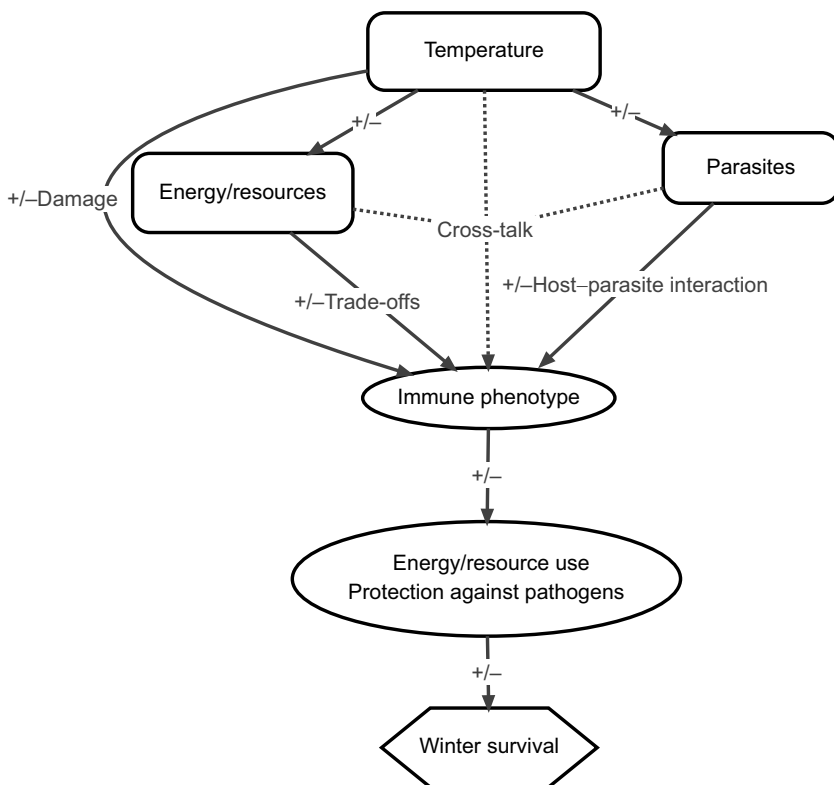 Temperature
+/–
+/–
Parasites
Energy/resources
+/–Damage
Cross-talk
+/–Host–parasite interaction
+/–Trade-offs
Immune phenotype
+/–
Energy/resource use
Protection against pathogens
+/–
Winter survival